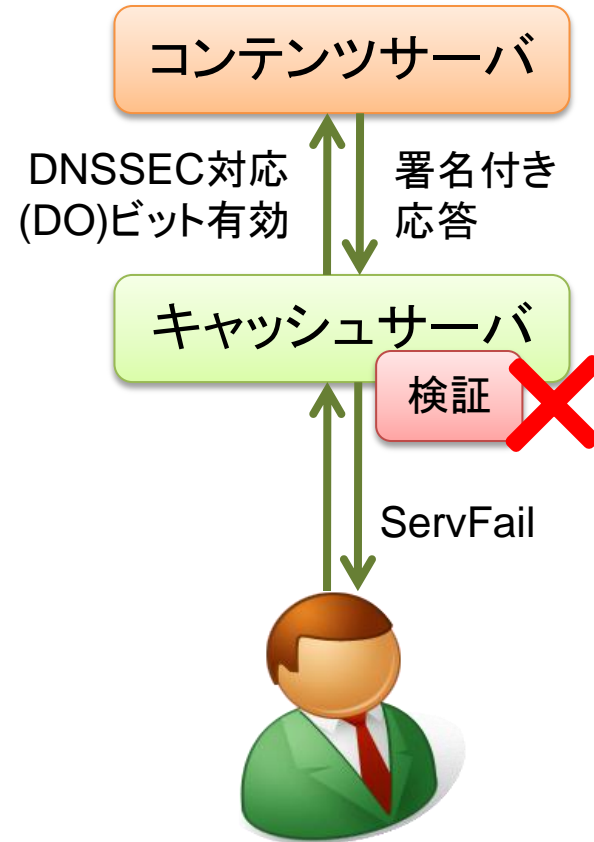 コンテンツサーバ
DNSSEC対応
(DO)ビット有効
署名付き
応答
キャッシュサーバ
検証
ServFail